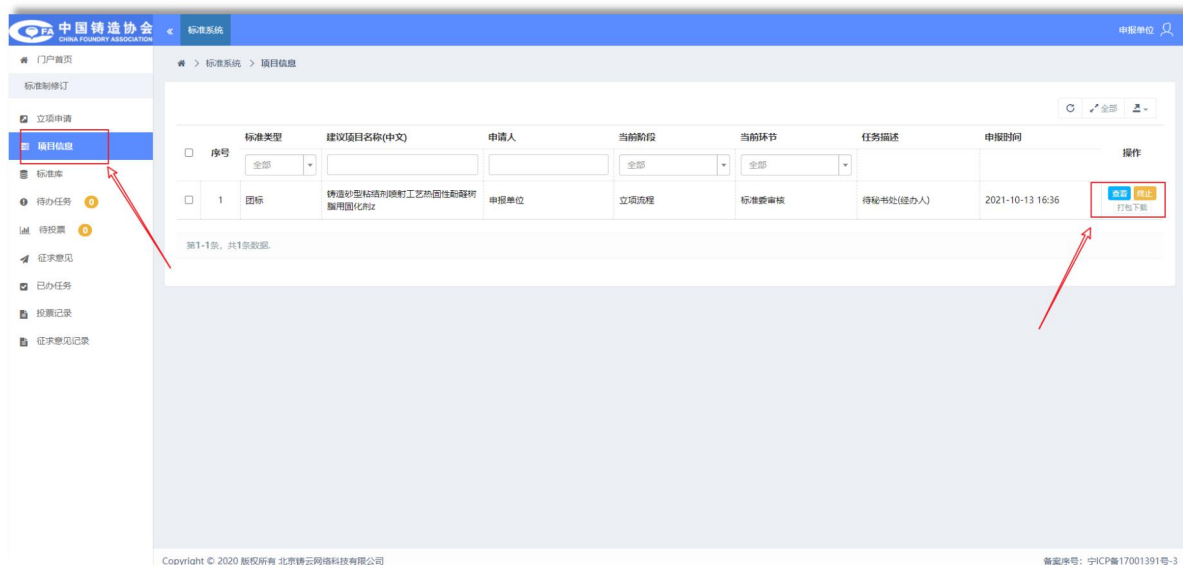 中国铸造协会
CHINA FOUNDRY ASSOCIATION
标准系统
申报单位
门户首页
标准系统 > 项目信息
标准制修订
立项申请
项目信息
标准库
待办任务 0
待投票 0
征求意见
已办任务
投票记录
征求意见记录
全部
序号 标准类型 建议项目名称(中文) 申请人 当前阶段 当前环节 任务描述 申报时间 操作
全部 全部 全部
1 团标 铸造砂型粘结剂喷射工艺热固性酚醛树 申报单位 立项流程 标准委审核 待秘书处(经办人) 2021-10-13 16:36 查看 终止
脂用固化剂z 打包下载
第1-1条, 共1条数据.
Copyright © 2020 版权所有 北京铸云网络科技有限公司 备案序号: 宁ICP备17001391号-3